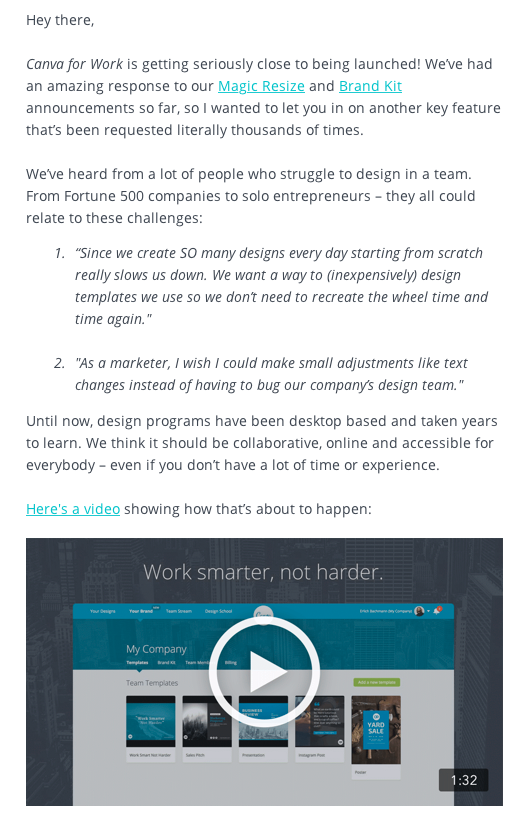 Hey there,
Canva for Work is getting seriously close to being launched! We’ve had
an amazing response to our Magic Resize and Brand Kit
announcements so far, so I wanted to let you in on another key feature
that’s been requested literally thousands of times.
We’ve heard from a lot of people who struggle to design in a team.
From Fortune 500 companies to solo entrepreneurs – they all could
relate to these challenges:
1. “Since we create SO many designs every day starting from scratch
really slows us down. We want a way to (inexpensively) design
templates we use so we don’t need to recreate the wheel time and
time again."
2. "As a marketer, I wish I could make small adjustments like text
changes instead of having to bug our company’s design team."
Until now, design programs have been desktop based and taken years
to learn. We think it should be collaborative, online and accessible for
everybody – even if you don’t have a lot of time or experience.
Here's a video showing how that’s about to happen:
Work smarter, not harder.
Your Designs Your Brand Team Stream Design School
My Company
Templates Brand Kit Team Billing
Team Templates Add a new template
YARD SALE
Work Smart Not Harder Sales Pitch Presentation Instagram Post
Poster
1:32